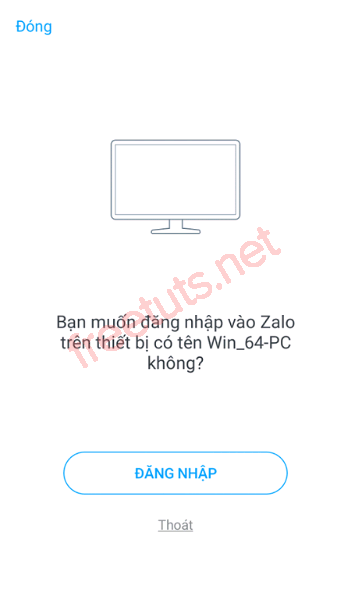 Đóng
freetuts.net
Bạn muốn đăng nhập vào Zalo
trên thiết bị có tên Win_64-PC
không?
ĐĂNG NHẬP
Thoát